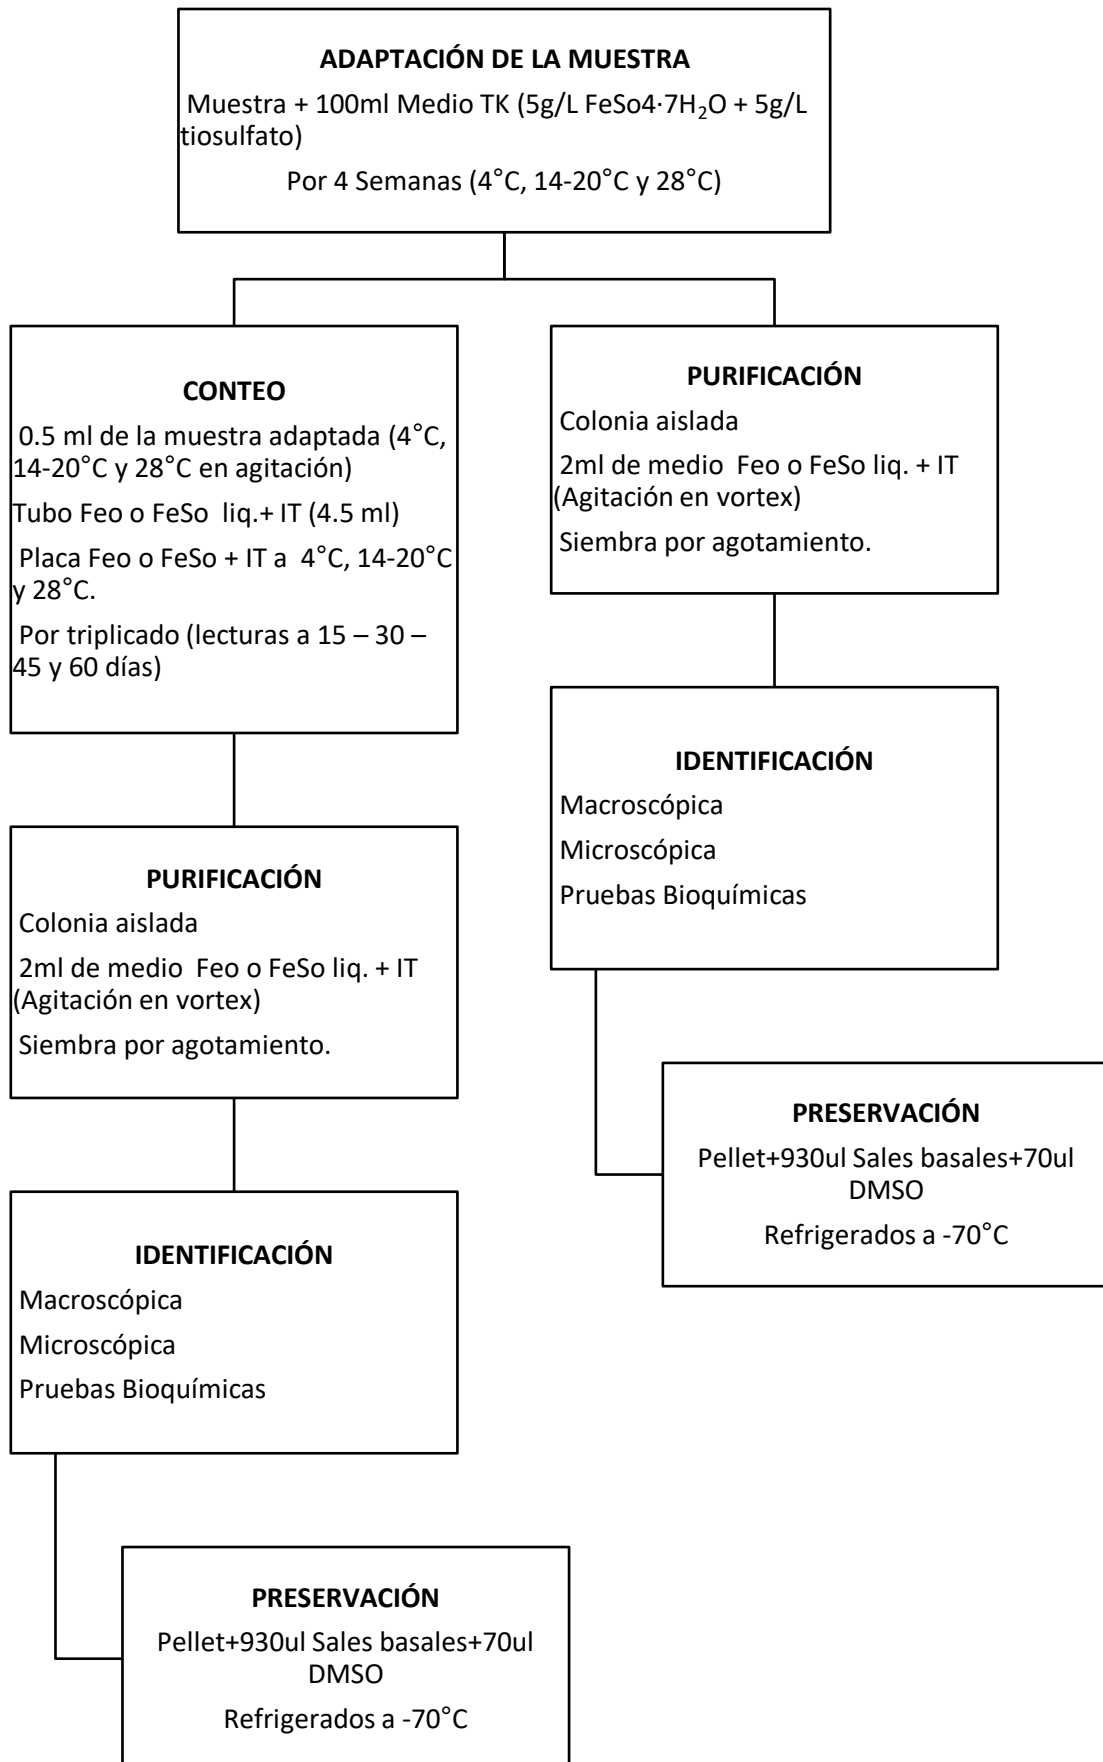 ADAPTACIÓN DE LA MUESTRA
Muestra + 100ml Medio TK (5g/L FeSo4·7H₂O + 5g/L
tiosulfato)
Por 4 Semanas (4°C, 14-20°C y 28°C)
CONTEO
0.5 ml de la muestra adaptada (4°C,
14-20°C y 28°C en agitación)
Tubo Feo o FeSo liq.+ IT (4.5 ml)
Placa Feo o FeSo + IT a 4°C, 14-20°C
y 28°C.
Por triplicado (lecturas a 15 – 30 –
45 y 60 días)
PURIFICACIÓN
Colonia aislada
2ml de medio Feo o FeSo liq. + IT
(Agitación en vortex)
Siembra por agotamiento.
IDENTIFICACIÓN
Macroscópica
Microscópica
Pruebas Bioquímicas
PRESERVACIÓN
Pellet+930ul Sales basales+70ul
DMSO
Refrigerados a -70°C
PURIFICACIÓN
Colonia aislada
2ml de medio Feo o FeSo liq. + IT
(Agitación en vortex)
Siembra por agotamiento.
IDENTIFICACIÓN
Macroscópica
Microscópica
Pruebas Bioquímicas
PRESERVACIÓN
Pellet+930ul Sales basales+70ul
DMSO
Refrigerados a -70°C